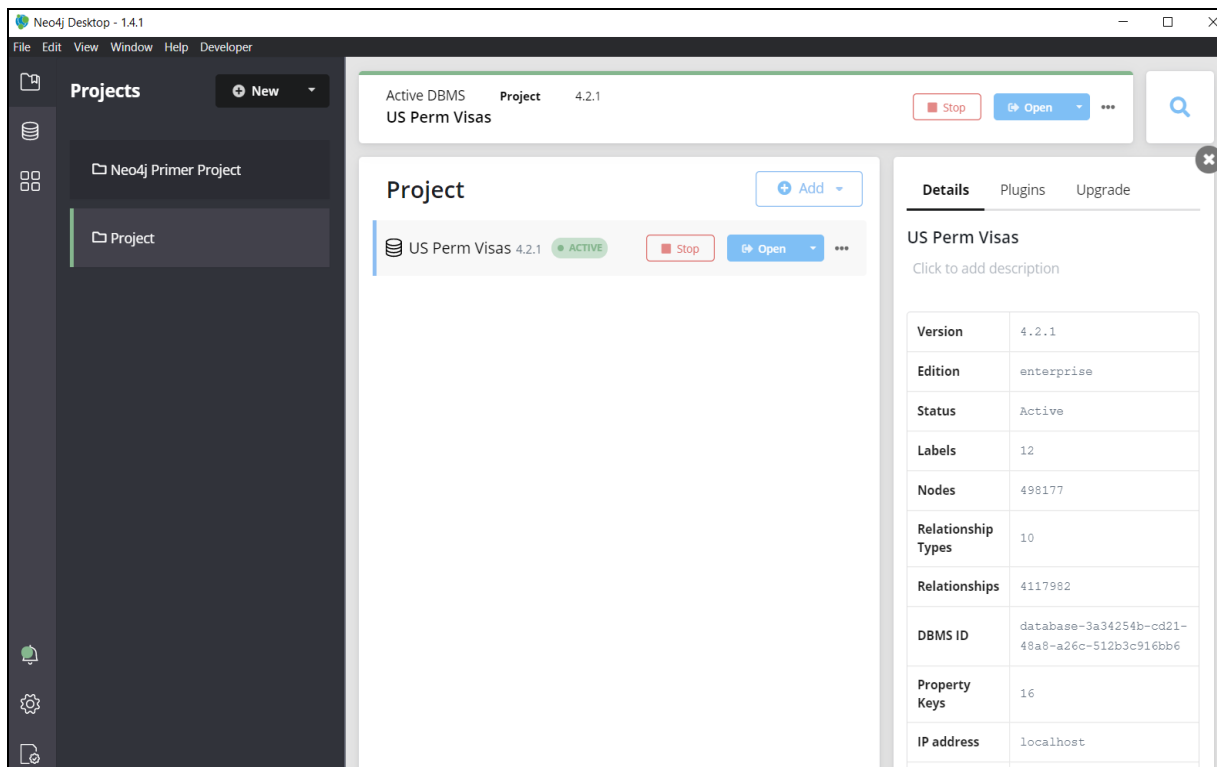 Neo4j Desktop - 1.4.1
File Edit View Window Help Developer
Projects
New
Neo4j Primer Project
Project
Active DBMS Project 4.2.1
US Perm Visas
Stop
Open
Project
Add
US Perm Visas 4.2.1 ACTIVE Stop Open
Details Plugins Upgrade
US Perm Visas
Click to add description
Version 4.2.1
Edition enterprise
Status Active
Labels 12
Nodes 498177
Relationship
Types 10
Relationships 4117982
DBMS ID database-3a34254b-cd21-
48a8-a26c-512b3c916bb6
Property
Keys 16
IP address localhost